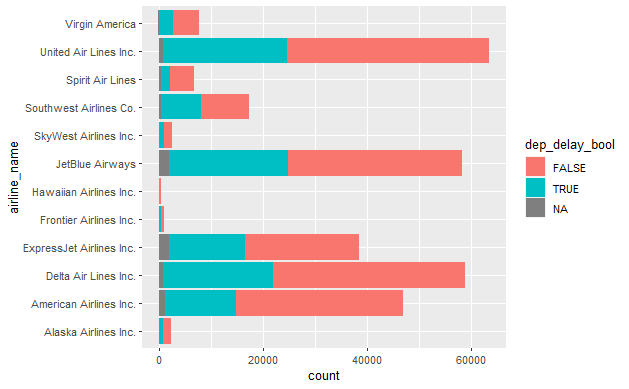 airline_name
Virgin America
United Air Lines Inc.
Spirit Air Lines
Southwest Airlines Co.
SkyWest Airlines Inc.
JetBlue Airways
Hawaiian Airlines Inc.
Frontier Airlines Inc.
ExpressJet Airlines Inc.
Delta Air Lines Inc.
American Airlines Inc.
Alaska Airlines Inc.
0 20000 40000 60000
count
dep_delay_bool
FALSE
TRUE
NA